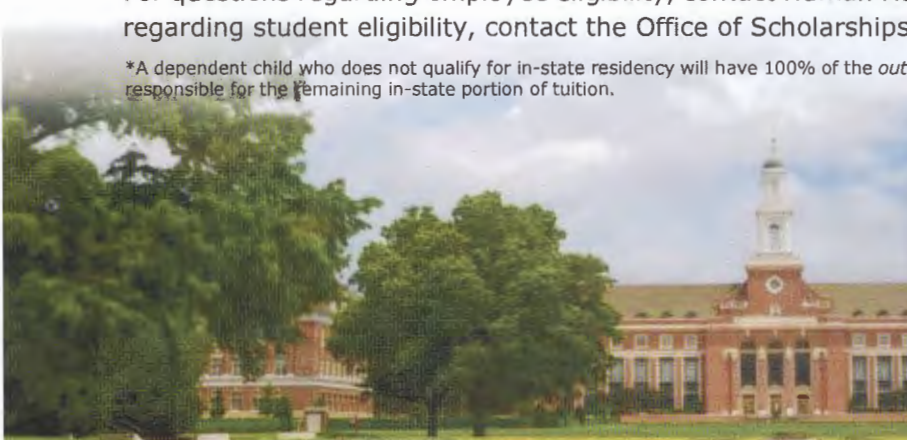 regarding student eligibility, contact the Office of Scholarships
*A dependent child who does not qualify for in-state residency will have 100% of the out
responsible for the remaining in-state portion of tuition.